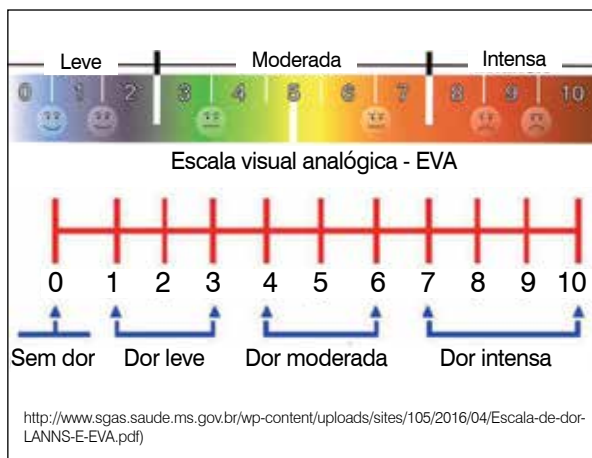 Leve Moderada Intensa
0 1 2 3 4 5 6 7 8 9 10
Escala visual analógica - EVA
0 1 2 3 4 5 6 7 8 9 10
Sem dor Dor leve Dor moderada Dor intensa
http://www.sgas.saude.ms.gov.br/wp-content/uploads/sites/105/2016/04/Escala-de-dor-
LANNS-E-EVA.pdf)